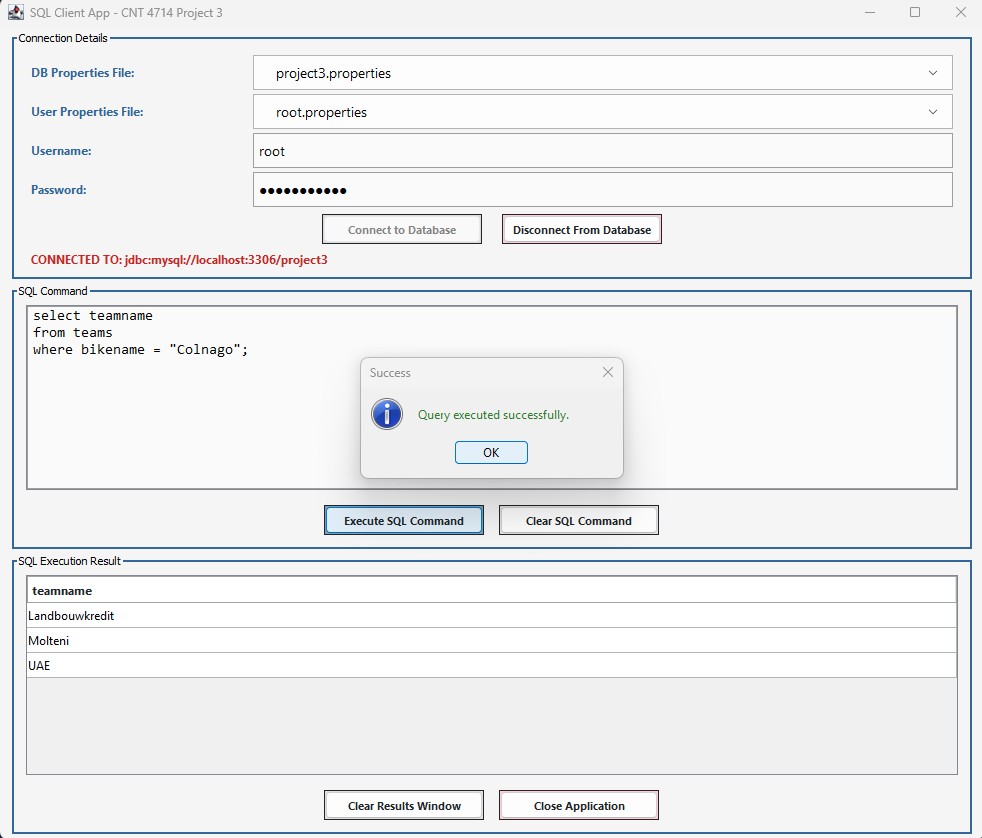 SQL Client App - CNT 4714 Project 3
Connection Details
DB Properties File:
project3.properties
User Properties File:
root.properties
Username:
root
Password:
●●●●●●●●●●●
Connect to Database
Disconnect From Database
CONNECTED TO: jdbc:mysql://localhost:3306/project3
SQL Command
select teamname
from teams
where bikename = "Colnago";
Success
Query executed successfully.
OK
Execute SQL Command
Clear SQL Command
SQL Execution Result
teamname
Landbouwkredit
Molteni
UAE
Clear Results Window
Close Application